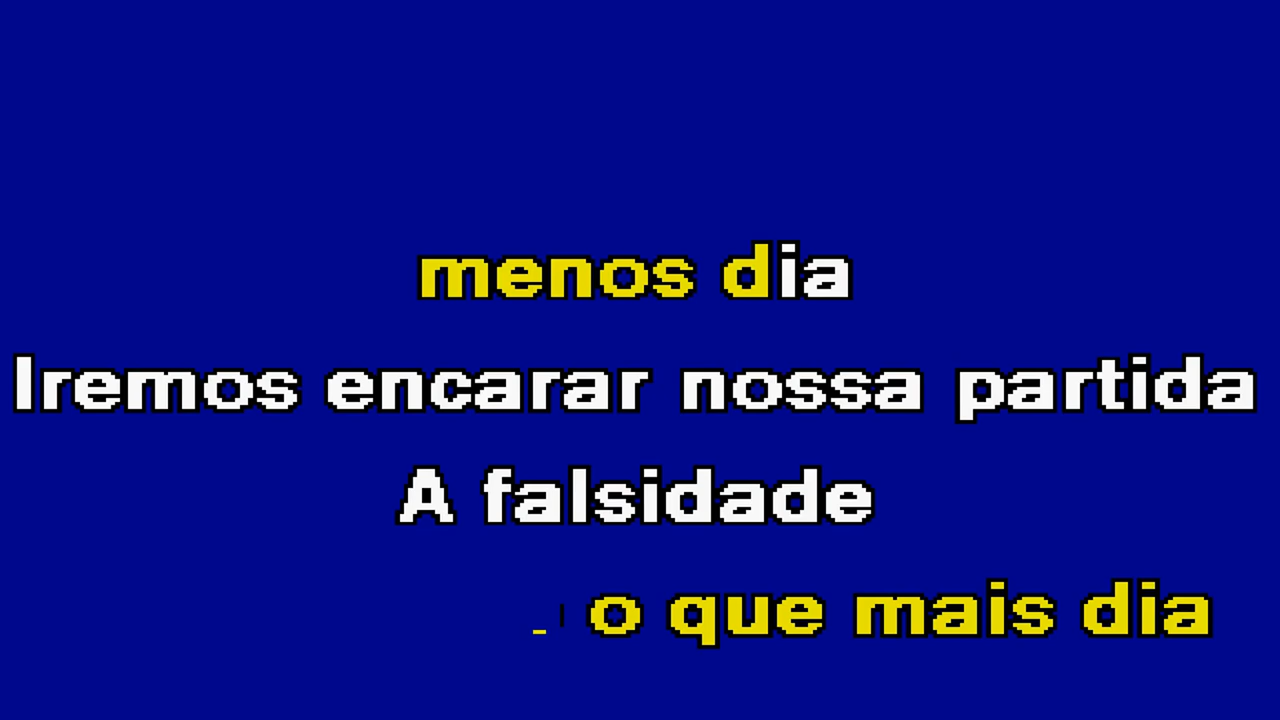 menos dia
Iremos encarar nossa partida
A falsidade
o que mais dia